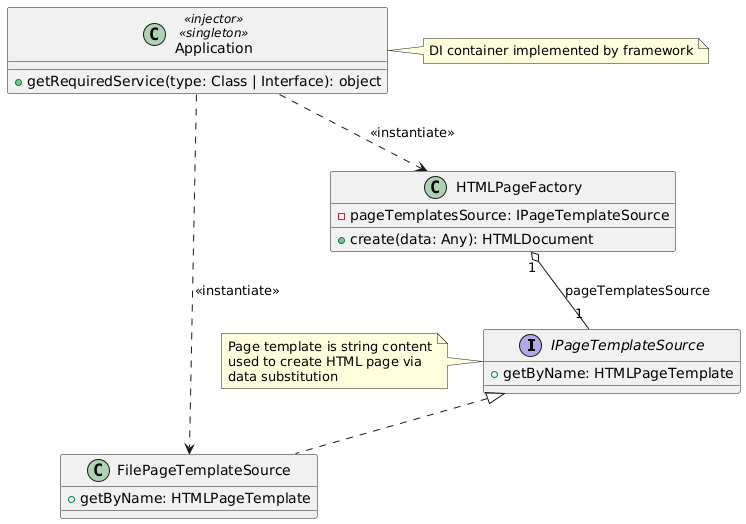 «injector»
«singleton»
C Application
+ getRequiredService(type: Class | Interface): object
DI container implemented by framework
«instantiate»
C HTMLPageFactory
pageTemplatesSource: IPageTemplateSource
create(data: Any): HTMLDocument
1
«instantiate»
pageTemplatesSource
1
Page template is string content
used to create HTML page via
data substitution
I IPageTemplateSource
getByName: HTMLPageTemplate
C FilePageTemplateSource
getByName: HTMLPageTemplate